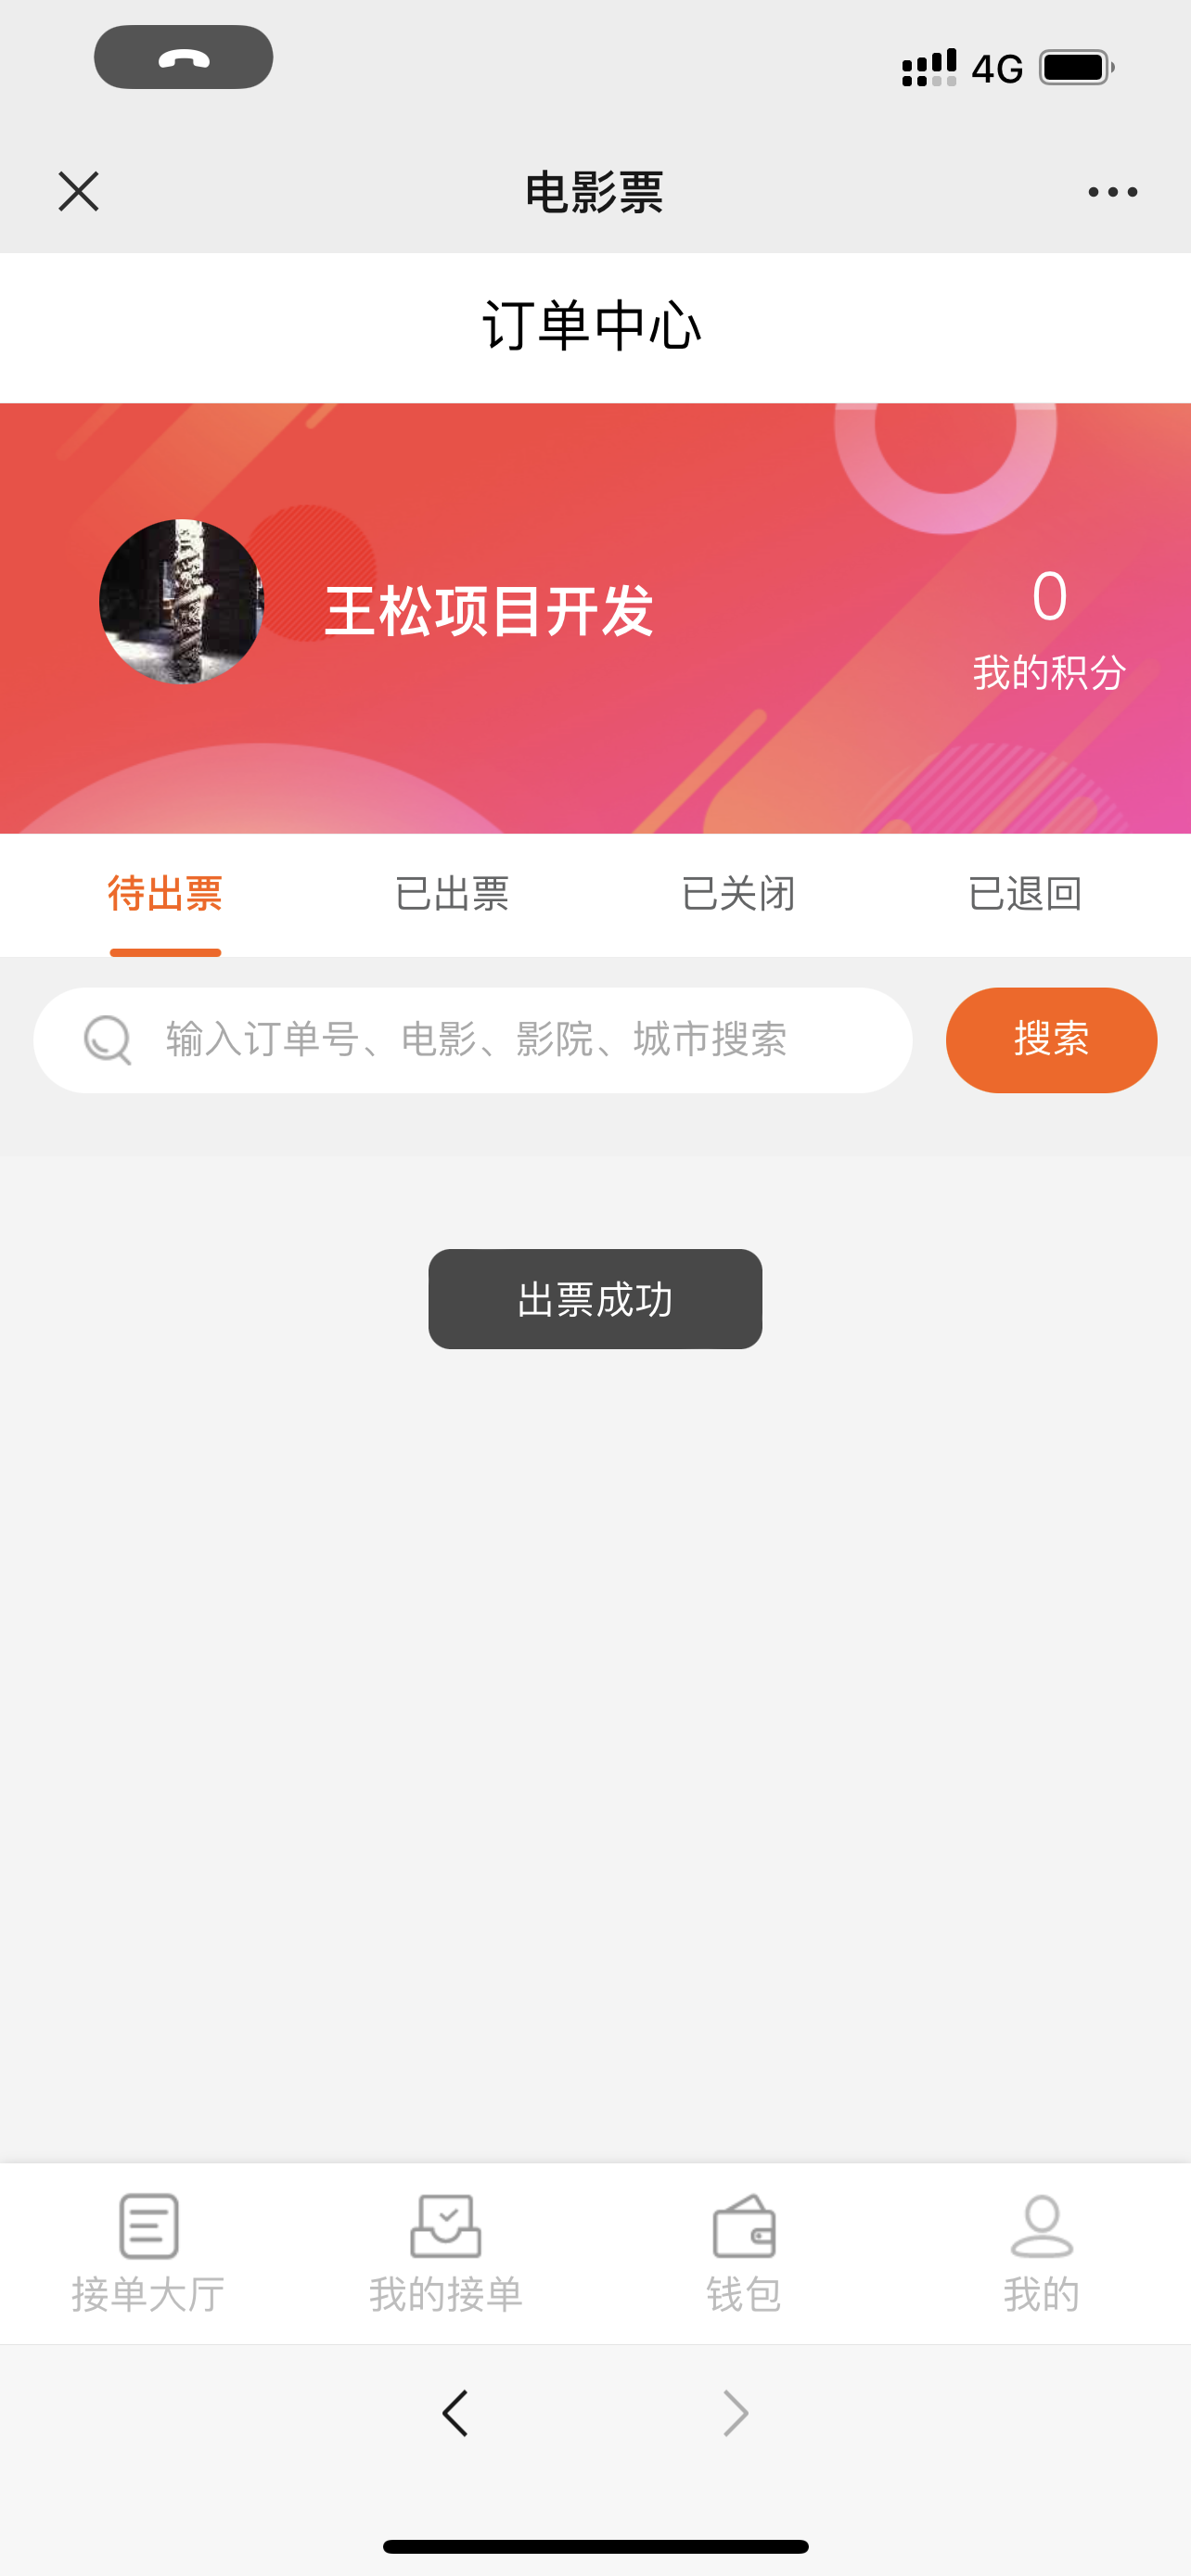 4G
电影票
订单中心
王松项目开发
0
我的积分
待出票 已出票 已关闭 已退回
输入订单号、电影、影院、城市搜索 搜索
出票成功
接单大厅 我的接单 钱包 我的